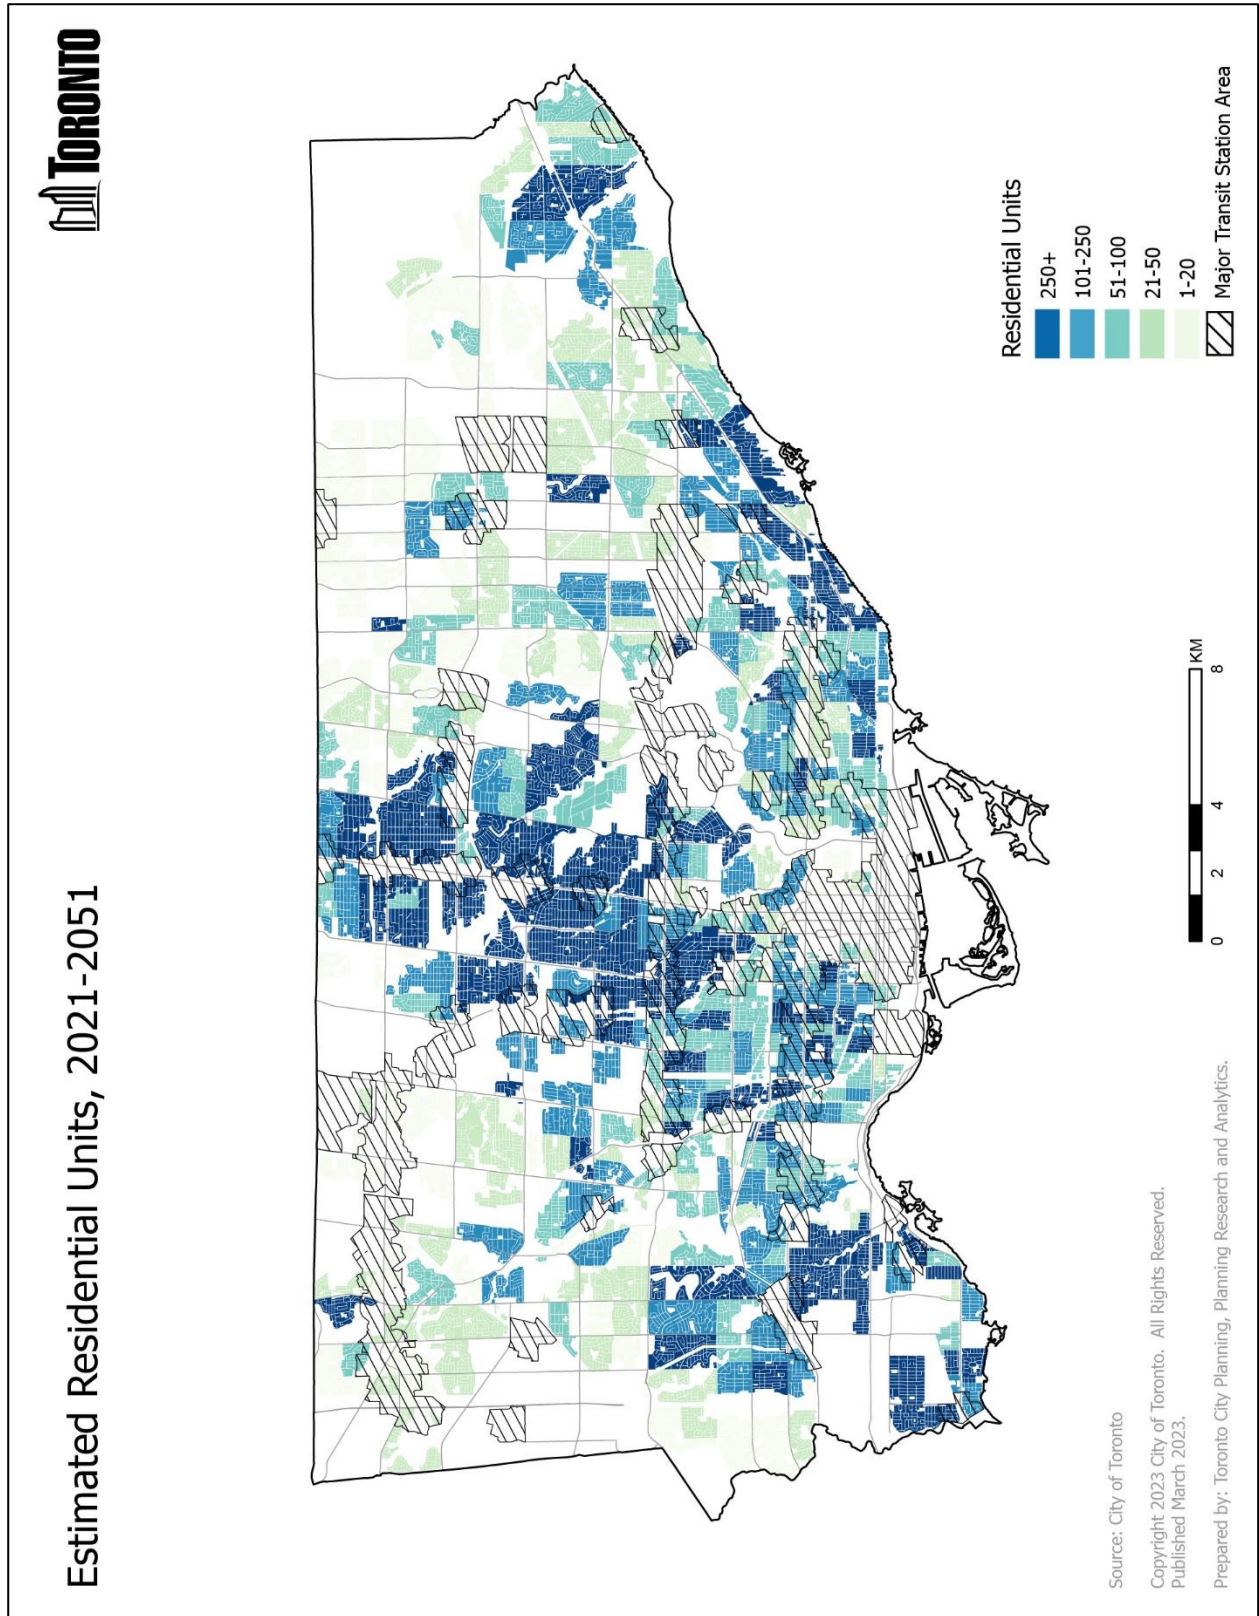 Estimated Residential Units, 2021-2051
TORONTO
Residential Units
250+
101-250
51-100
21-50
1-20
Major Transit Station Area
0 2 4 8
KM
Source: City of Toronto
Copyright 2023 City of Toronto. All Rights Reserved.
Published March 2023.
Prepared by: Toronto City Planning, Planning Research and Analytics.